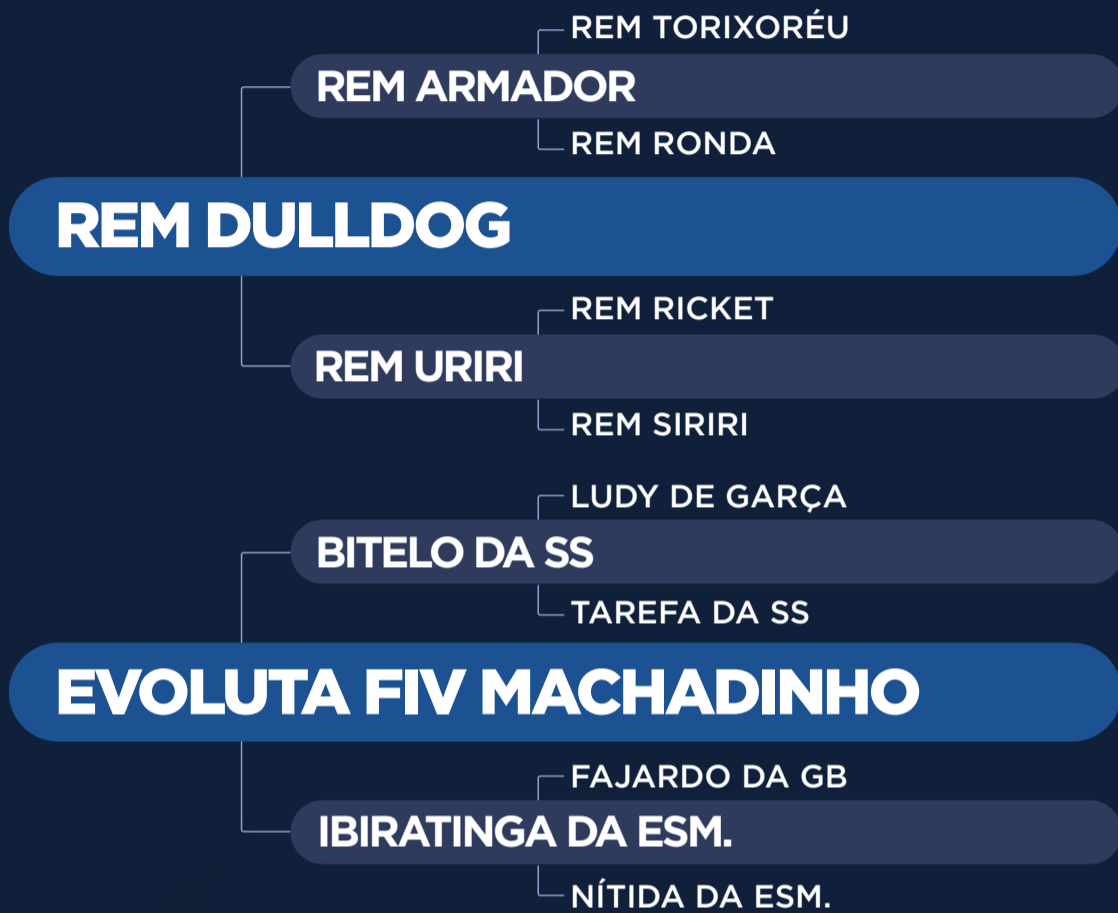 REM TORIXORÉU
REM ARMADOR
REM RONDA
REM DULLDOG
REM RICKET
REM URIRI
REM SIRIRI
LUDY DE GARÇA
BITELO DA SS
TAREFA DA SS
EVOLUTA FIV MACHADINHO
FAJARDO DA GB
IBIRATINGA DA ESM.
NÍTIDA DA ESM.